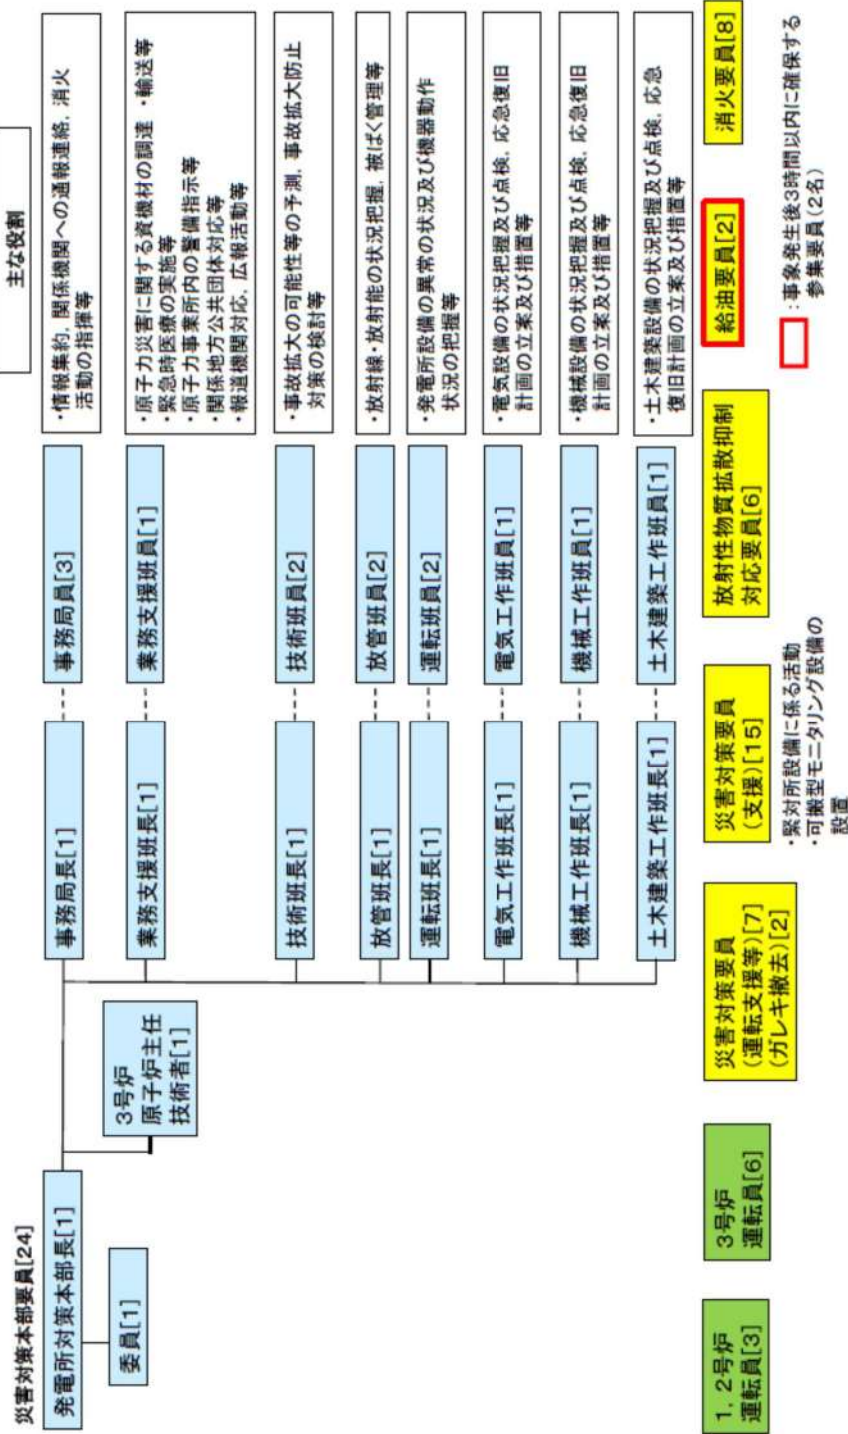 災害対策本部要員[24]
発電所対策本部長[1]
委員[1]
3号炉
原子炉主任
技術者[1]
主な役割
事務局長[1]
事務局員[3]
・情報集約，関係機関への通報連絡，消火
活動の指揮等
業務支援班長[1]
業務支援班員[1]
・原子力災害に関する資機材の調達・輸送等
・緊急時医療の実施等
・原子力事業所内の警備指示等
・関係地方公共団体対応等
・報道機関対応，広報活動等
技術班長[1]
技術班員[2]
・事故拡大の可能性等の予測，事故拡大防止
対策の検討等
放管班長[1]
放管班員[2]
・放射線・放射能の状況把握，被ばく管理等
運転班長[1]
運転班員[2]
・発電所設備の異常の状況及び機器動作
状況の把握等
電気工作班長[1]
電気工作班員[1]
・電気設備の状況把握及び点検，応急復旧
計画の立案及び措置等
機械工作班長[1]
機械工作班員[1]
・機械設備の状況把握及び点検，応急復旧
計画の立案及び措置等
土木建築工作班長[1]
土木建築工作班員[1]
・土木建築設備の状況把握及び点検，応急
復旧計画の立案及び措置等
1，2号炉
運転員[3]
3号炉
運転員[6]
災害対策要員
(運転支援等)[7]
(ガレキ撤去)[2]
災害対策要員
(支援)[15]
・緊対所設備に係る活動
・可搬型モニタリング設備の
設置
放射性物質拡散抑制
対応要員[6]
給油要員[2]
消火要員[8]
：事象発生後3時間以内に確保する
参集要員(2名)